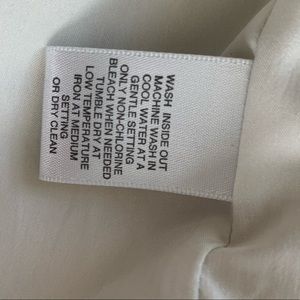 WASH INSIDE OUT
MACHINE WASH IN
COOL WATER AT A
GENTLE SETTING
ONLY NON-CHLORINE
BLEACH WHEN NEEDED
TUMBLE DRY AT
LOW TEMPERATURE
IRON AT MEDIUM
SETTING
OR DRY CLEAN